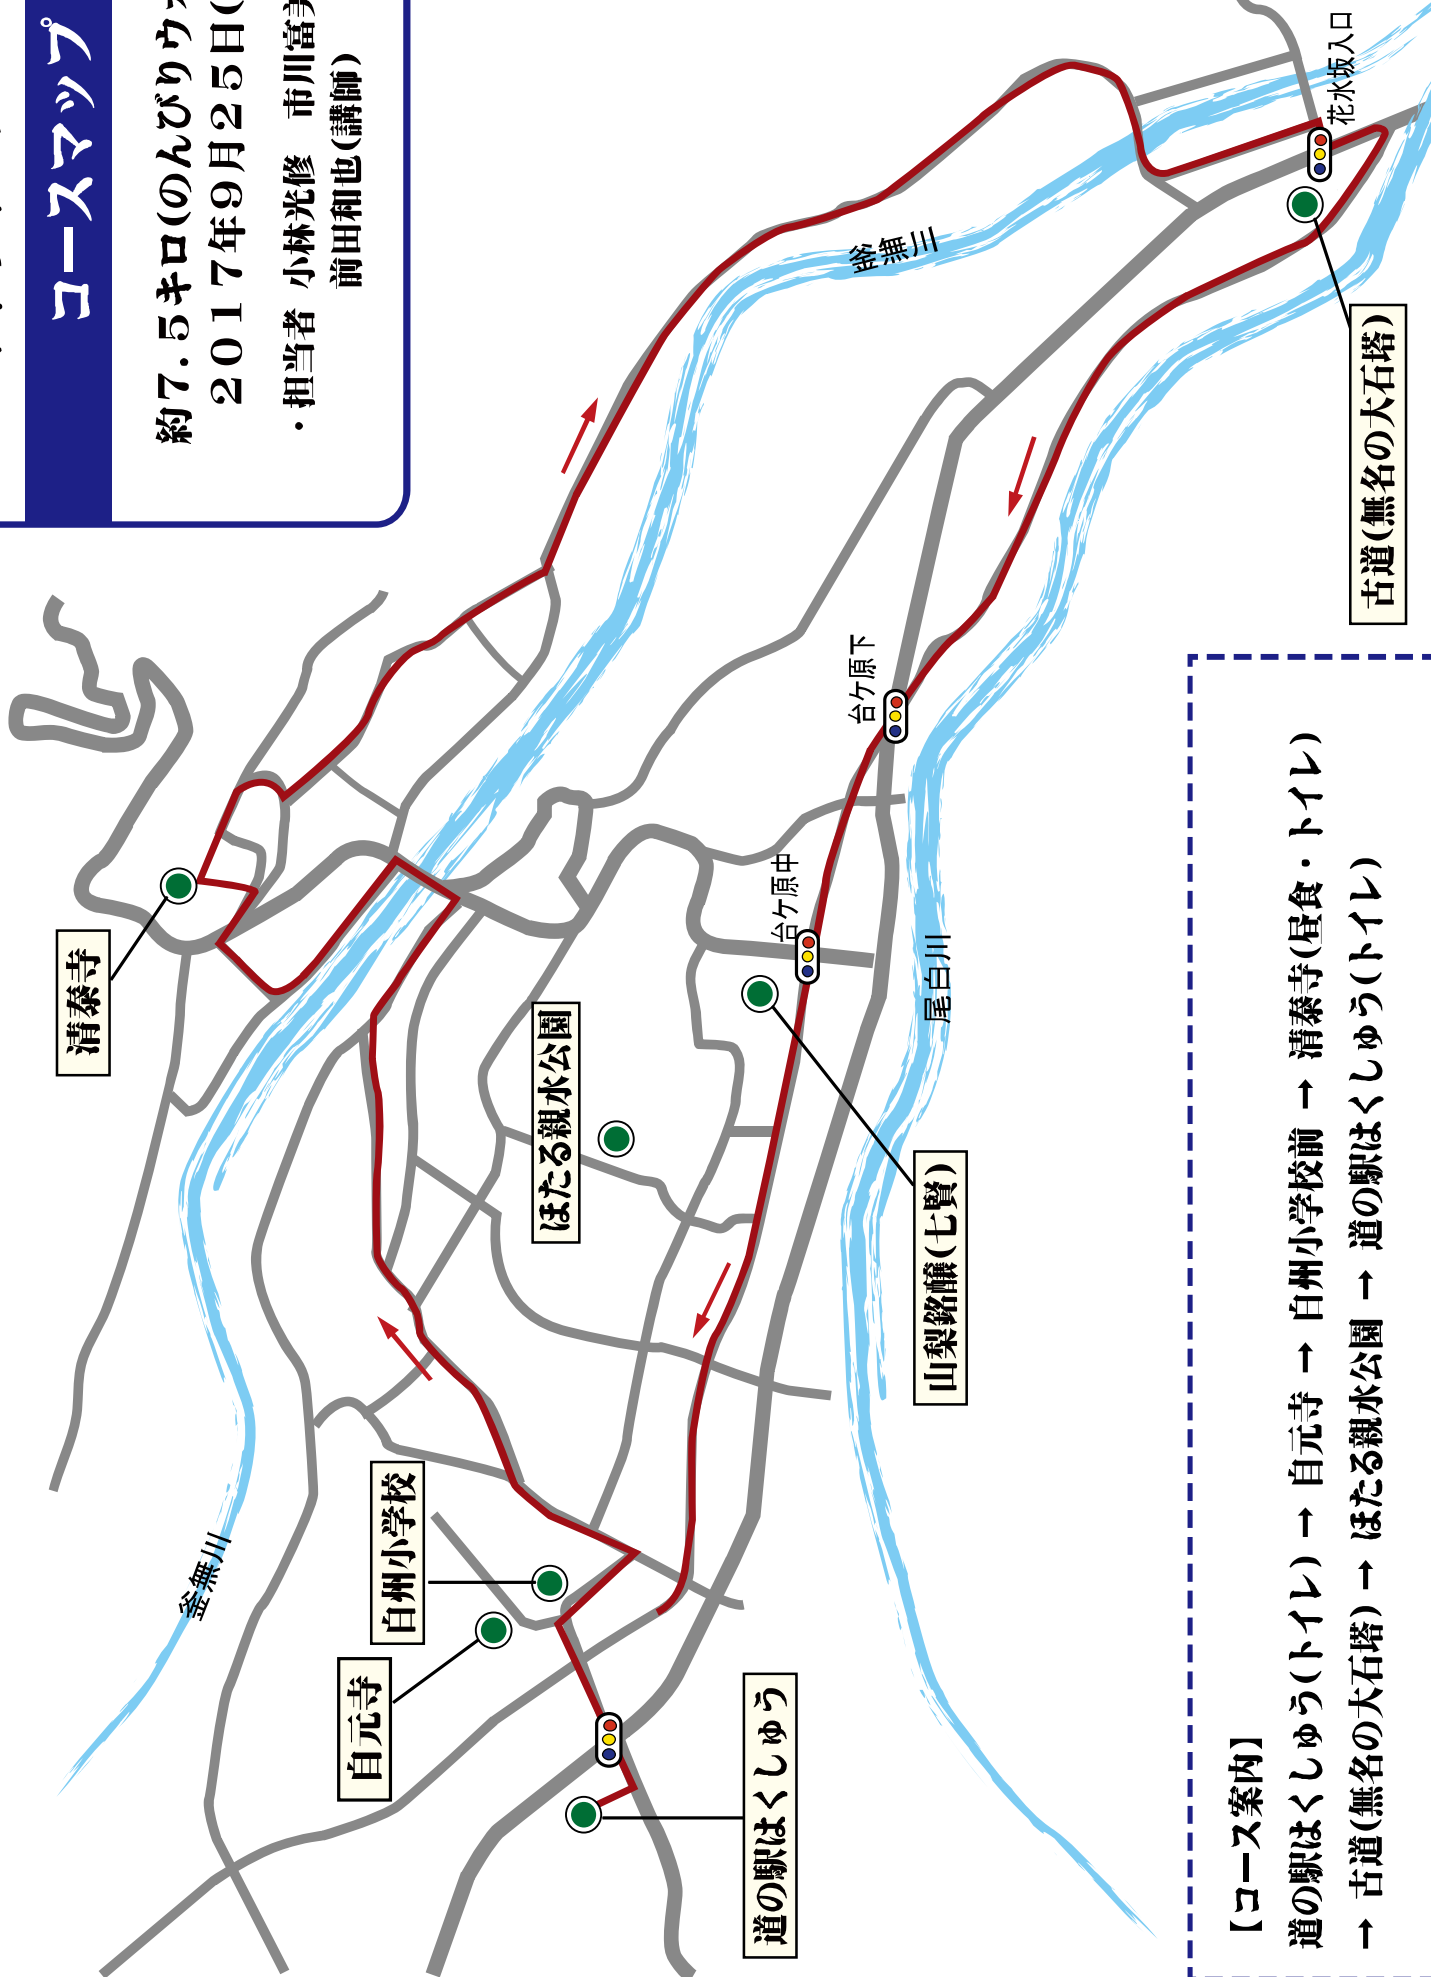 コースマップ
約7.5キロ(のんびりウ
2017年9月25日(
・担当者 小林光修 市川富美
前田和也(講師)
清泰寺
釜無川
花水坂入口
古道(無名の大石塔)
台ケ原下
台ケ原中
尾白川
ほたる親水公園
山梨銘醸(七賢)
釜無川
白州小学校
自元寺
道の駅はくしゅう
【コース案内】
道の駅はくしゅう(トイレ) → 自元寺 → 白州小学校前 → 清泰寺(昼食・トイレ)
→ 古道(無名の大石塔) → ほたる親水公園 → 道の駅はくしゅう(トイレ)